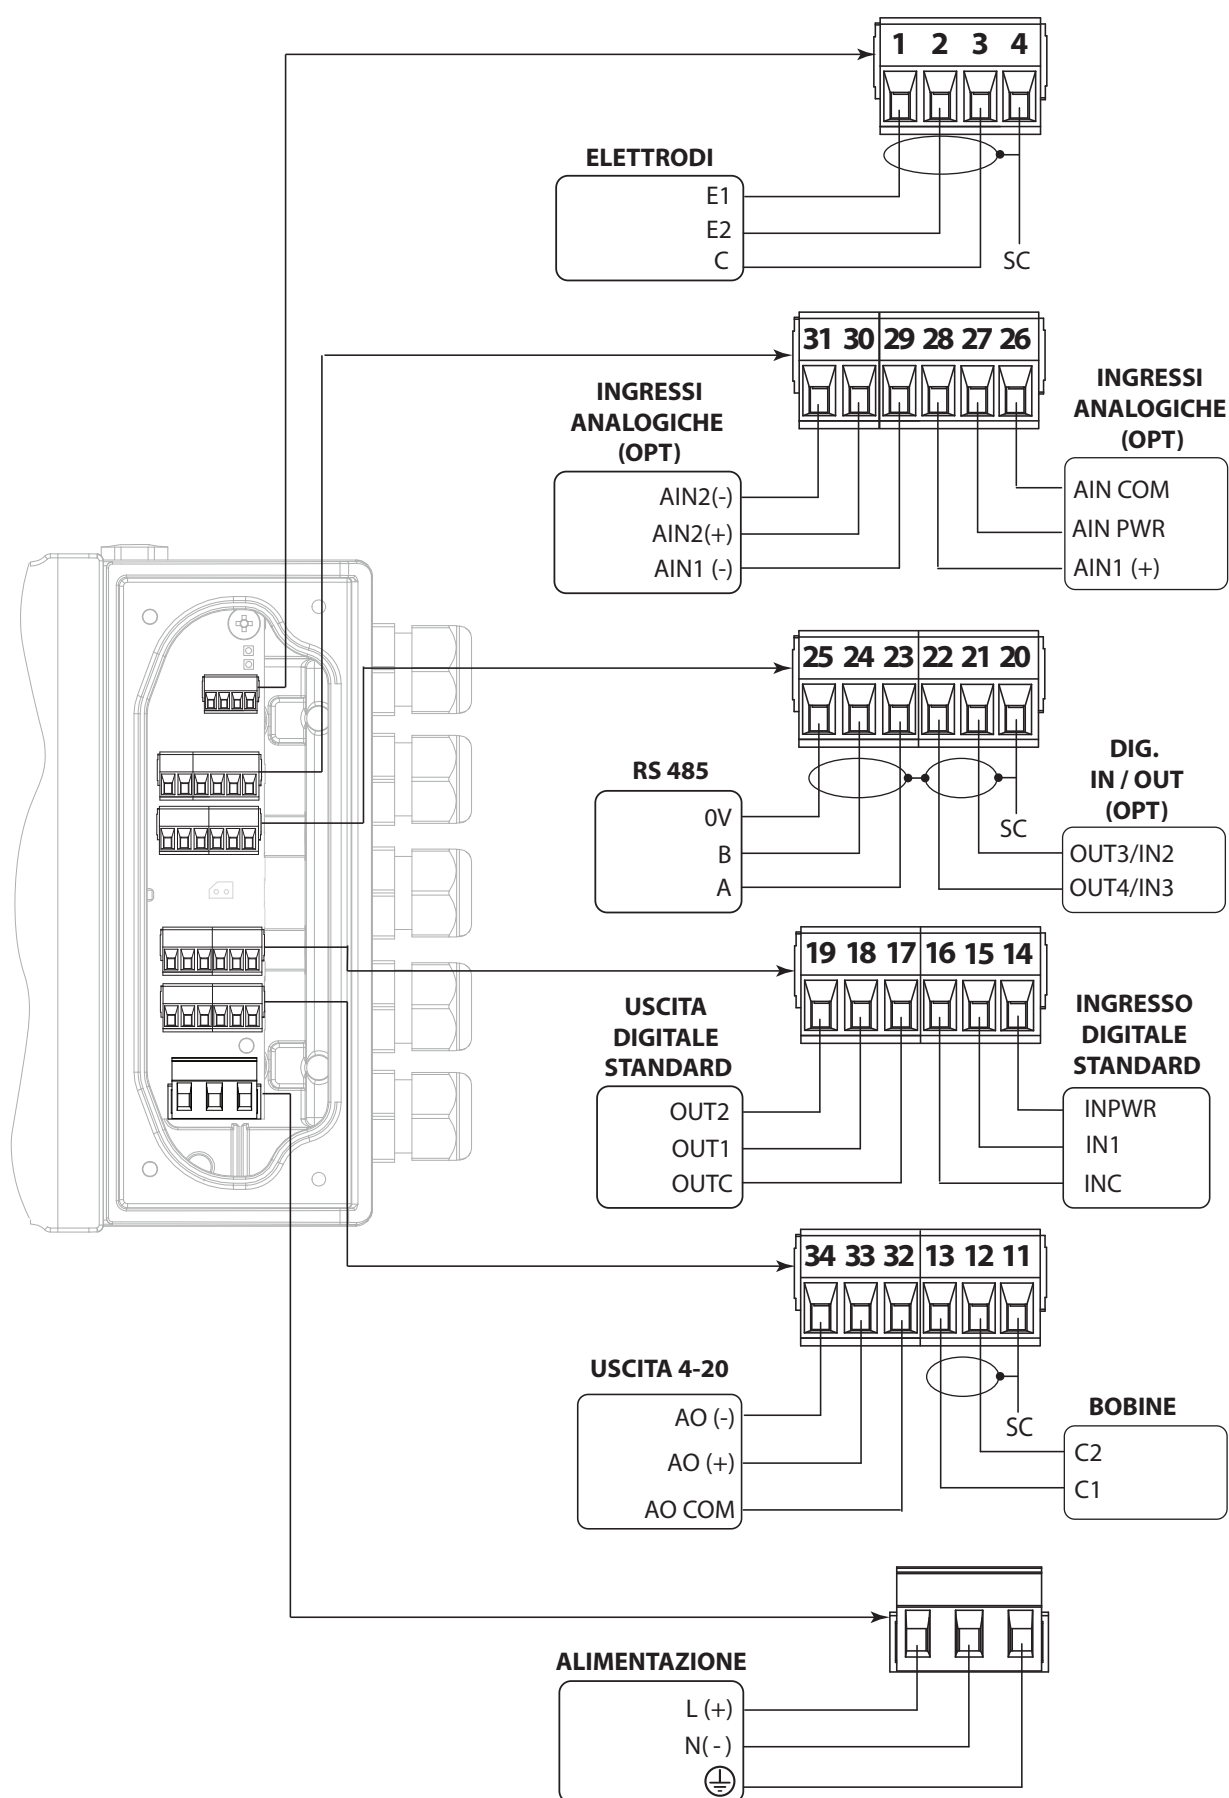 1 2 3 4
ELETTRODI
E1
E2
C
SC
31 30 29 28 27 26
INGRESSI
ANALOGICHE
(OPT)
AIN2(-)
AIN2(+)
AIN1 (-)
INGRESSI
ANALOGICHE
(OPT)
AIN COM
AIN PWR
AIN1 (+)
25 24 23 22 21 20
RS 485
0V
B
A
SC
DIG.
IN / OUT
(OPT)
OUT3/IN2
OUT4/IN3
19 18 17 16 15 14
USCITA
DIGITALE
STANDARD
OUT2
OUT1
OUTC
INGRESSO
DIGITALE
STANDARD
INPWR
IN1
INC
34 33 32 13 12 11
USCITA 4-20
AO (-)
AO (+)
AO COM
SC
BOBINE
C2
C1
ALIMENTAZIONE
L (+)
N( - )